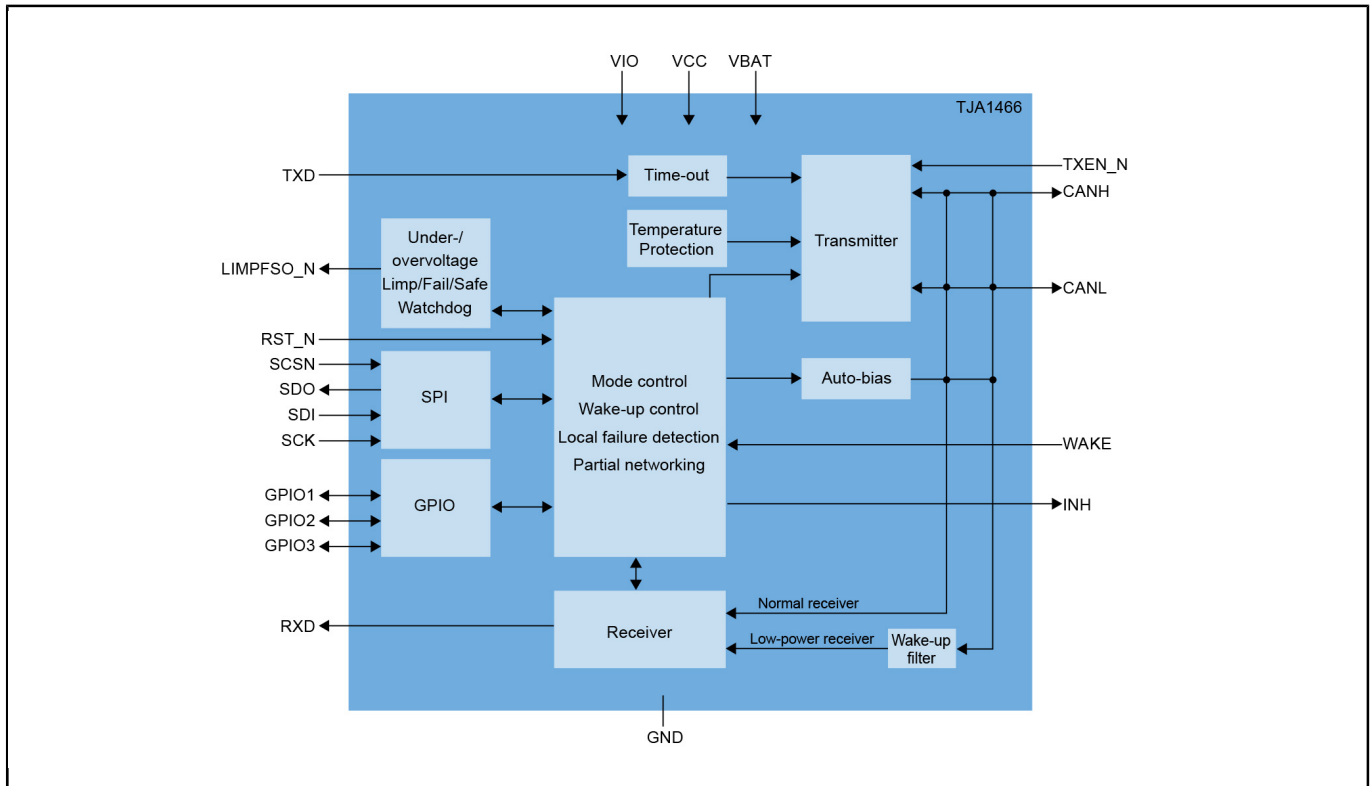 VIO VCC VBAT
TJA1466
TXD
Time-out
TXEN_N
CANH
Temperature
Protection
Transmitter
Under-/
overvoltage
Limp/Fail/Safe
Watchdog
LIMPFSO_N
CANL
RST_N
SCSN
SDO
SDI
SCK
SPI
Mode control
Wake-up control
Local failure detection
Partial networking
Auto-bias
WAKE
GPIO1
GPIO2
GPIO3
GPIO
INH
RXD
Receiver
Normal receiver
Low-power receiver
Wake-up
filter
GND